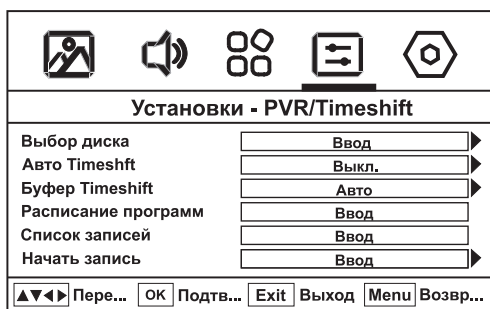 Установки - PVR/Timeshift
Выбор диска Ввод
Авто Timeshft Выкл.
Буфер Timeshift Авто
Расписание программ Ввод
Список записей Ввод
Начать запись Ввод
▲▼◀▶ Пере... OK Подтв... Exit Выход Menu Возвр...